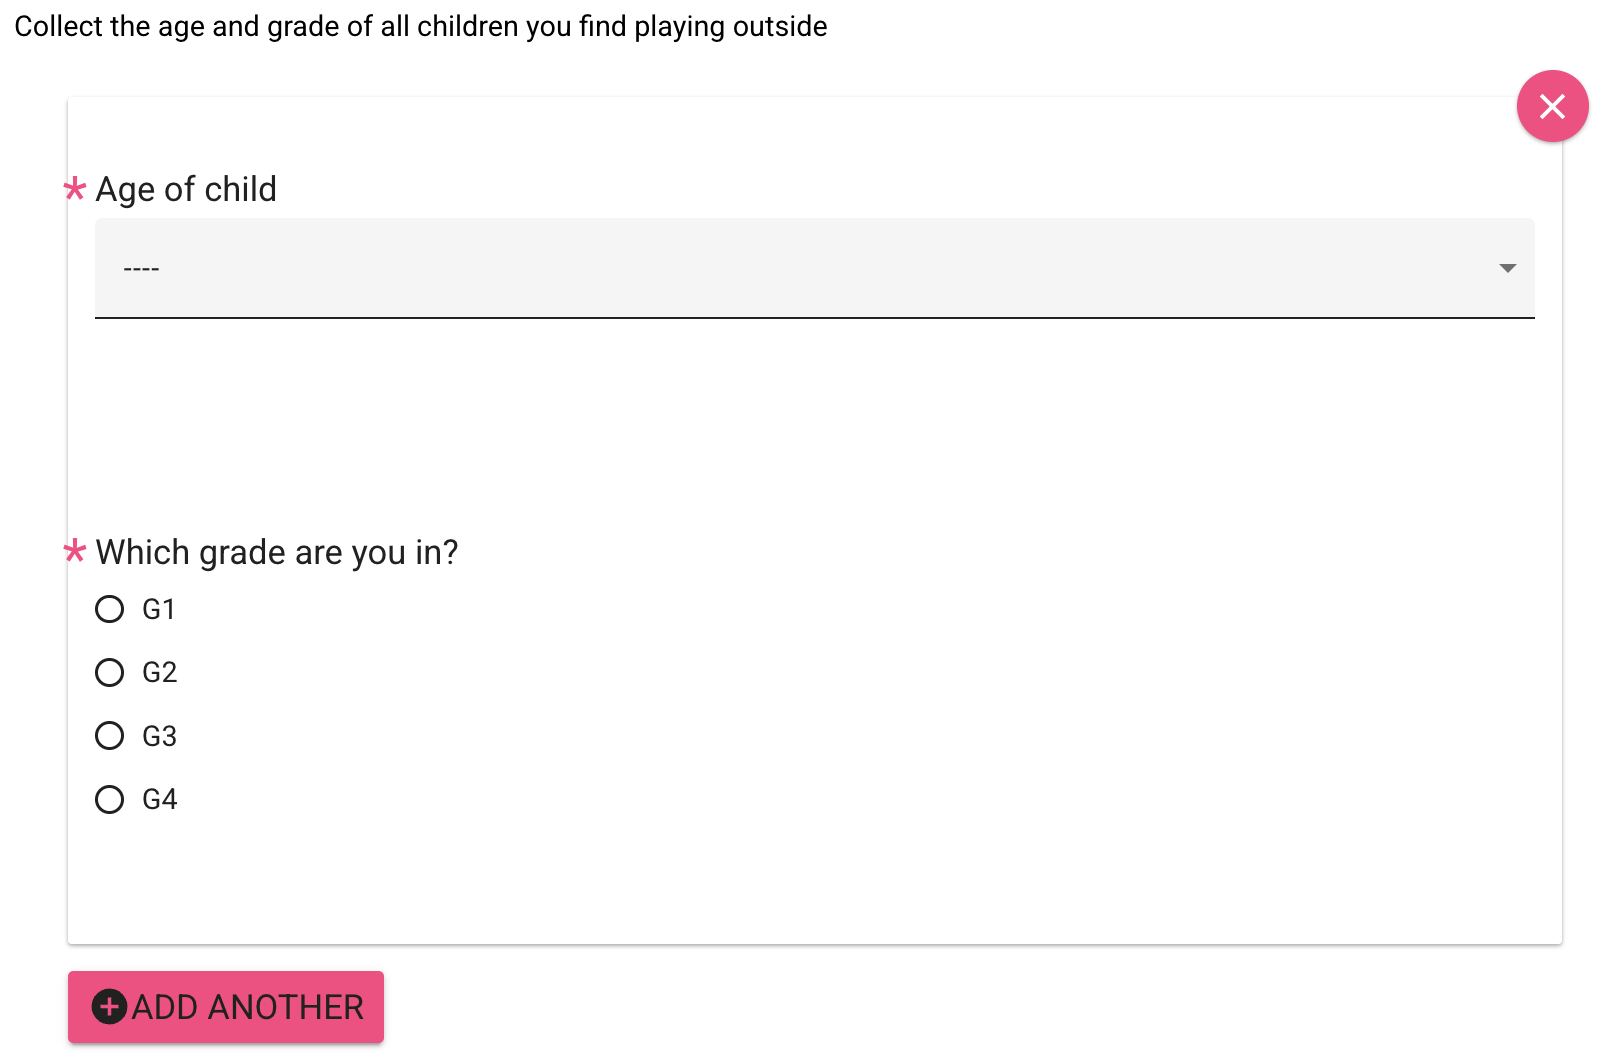 Collect the age and grade of all children you find playing outside
* Age of child
----
* Which grade are you in?
G1
G2
G3
G4
ADD ANOTHER